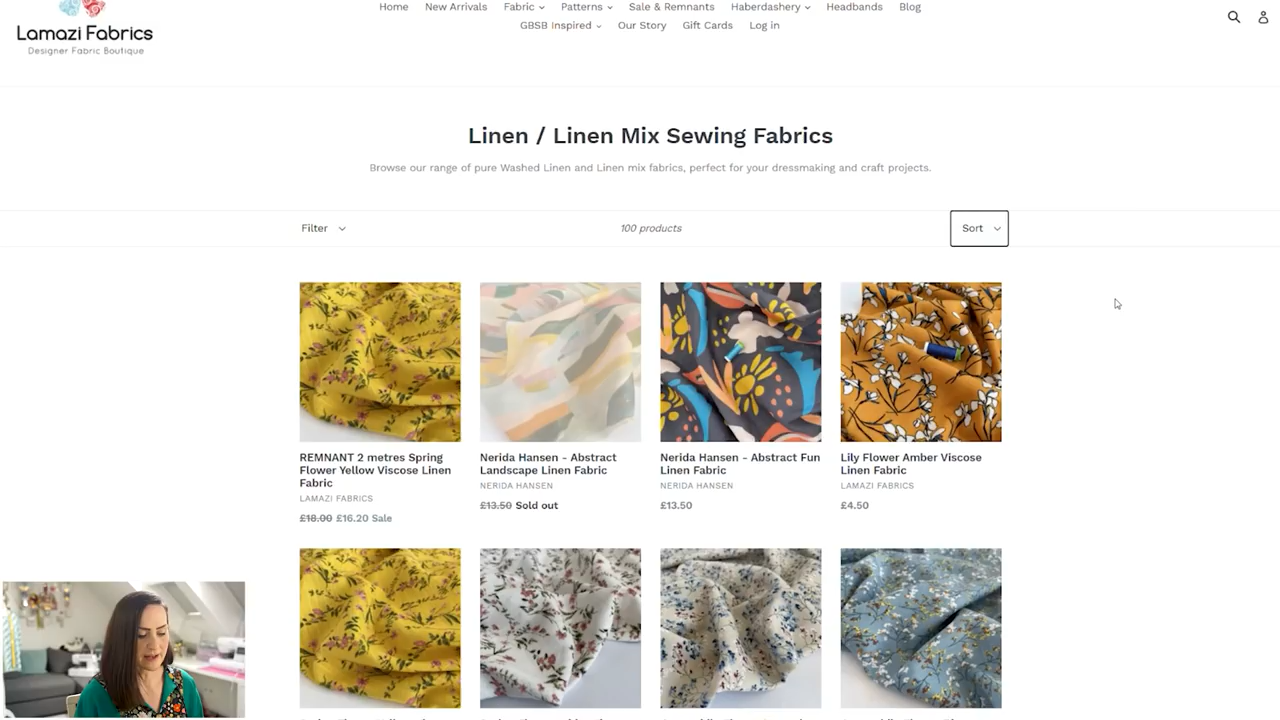 Lamazi Fabrics
Designer Fabric Boutique
Home New Arrivals Fabric Patterns Sale & Remnants Haberdashery Headbands Blog
GBSB Inspired Our Story Gift Cards Log in
Linen / Linen Mix Sewing Fabrics
Browse our range of pure Washed Linen and Linen mix fabrics, perfect for your dressmaking and craft projects.
Filter
100 products
Sort
REMNANT 2 metres Spring
Flower Yellow Viscose Linen
Fabric
LAMAZI FABRICS
£18.00 £16.20 Sale
Nerida Hansen - Abstract
Landscape Linen Fabric
NERIDA HANSEN
£13.50 Sold out
Nerida Hansen - Abstract Fun
Linen Fabric
NERIDA HANSEN
£13.50
Lily Flower Amber Viscose
Linen Fabric
LAMAZI FABRICS
£4.50